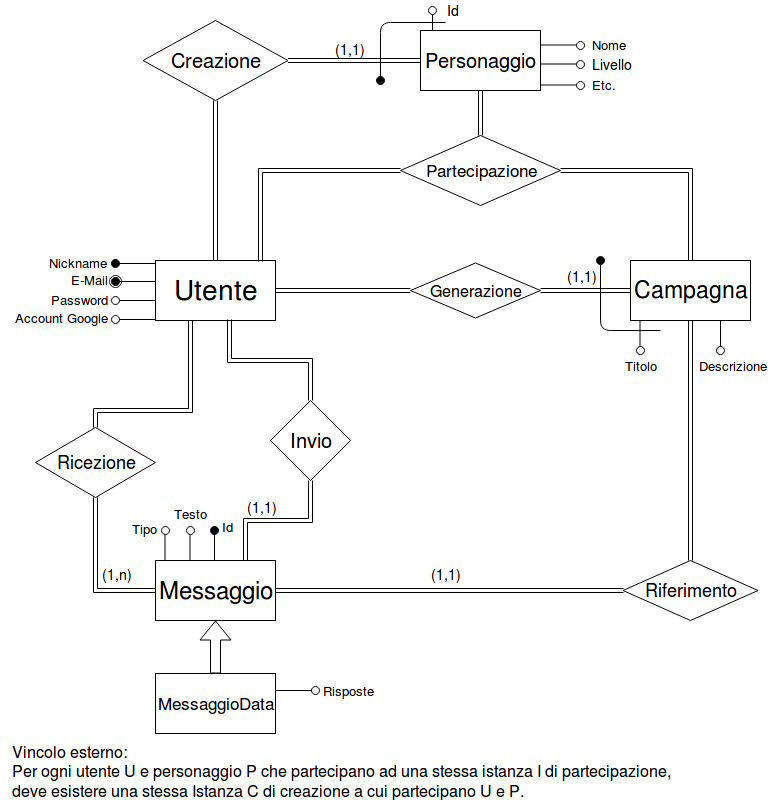 Id
Creazione
(1,1)
Personaggio
Nome
Livello
Etc.
Partecipazione
Nickname
E-Mail
Password
Account Google
Utente
Generazione
(1,1)
Campagna
Titolo
Descrizione
Ricezione
Invio
(1,1)
Tipo
Testo
Id
(1,n)
Messaggio
(1,1)
Riferimento
MessaggioData
Risposte
Vincolo esterno:
Per ogni utente U e personaggio P che partecipano ad una stessa istanza I di partecipazione,
deve esistere una stessa Istanza C di creazione a cui partecipano U e P.